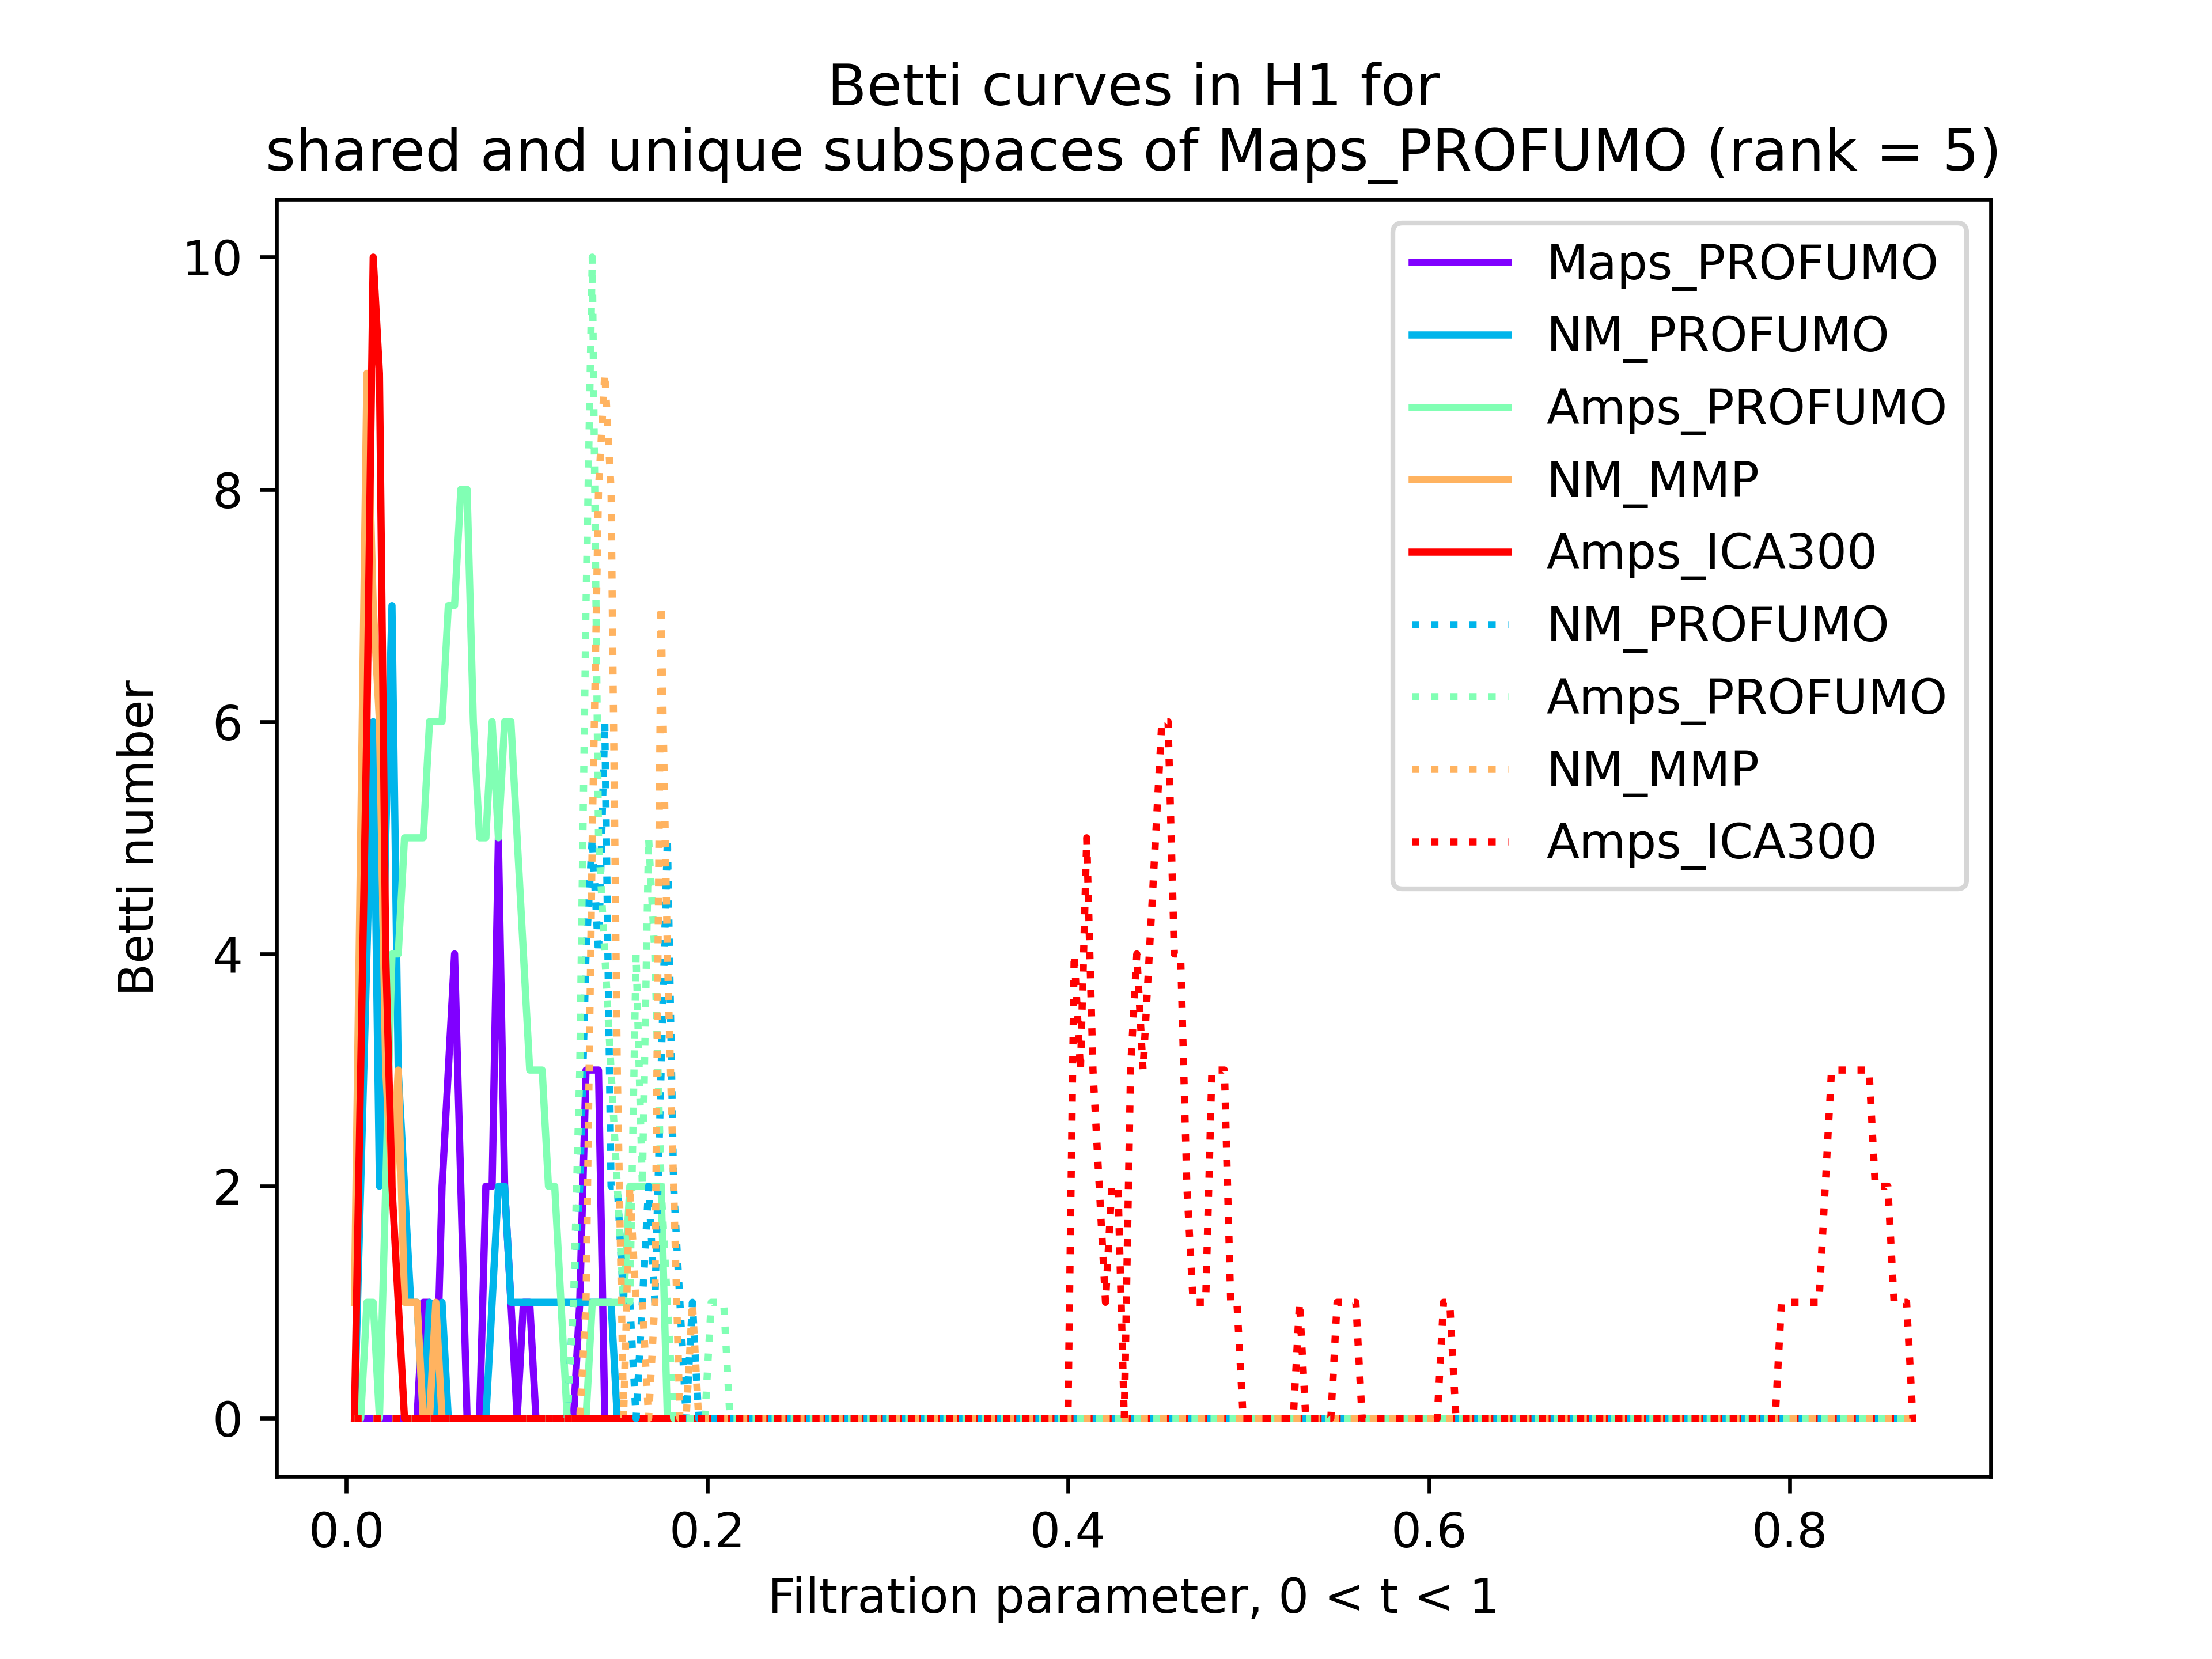 Betti curves in H1 for
shared and unique subspaces of Maps_PROFUMO (rank = 5)
Betti number
10
8
6
4
2
0
Maps_PROFUMO
NM_PROFUMO
Amps_PROFUMO
NM_MMP
Amps_ICA300
NM_PROFUMO
Amps_PROFUMO
NM_MMP
Amps_ICA300
0.0 0.2 0.4 0.6 0.8
Filtration parameter, 0 < t < 1